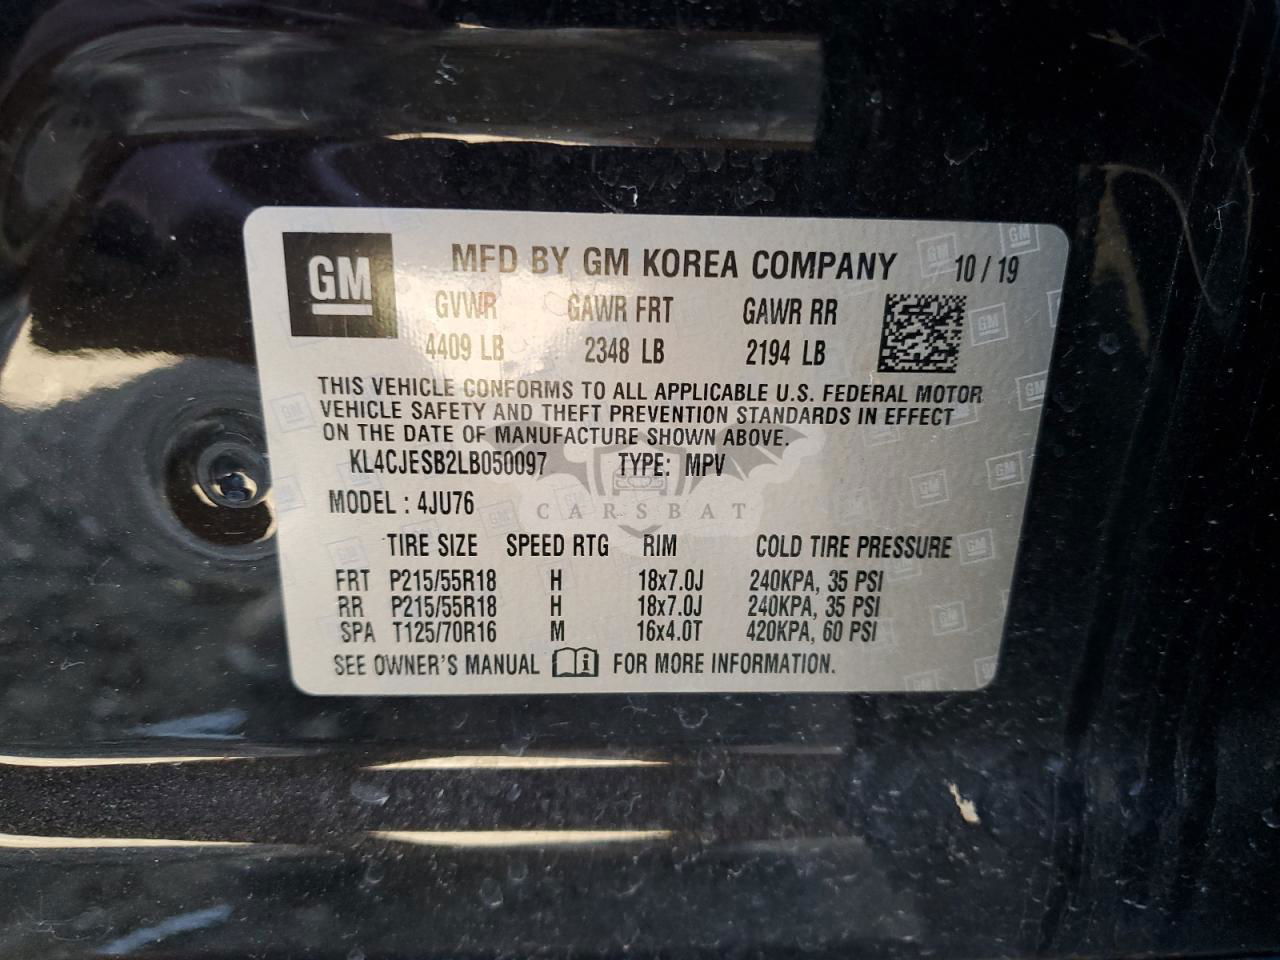 GM
MFD BY GM KOREA COMPANY 10 / 19
GVWR GAWR FRT GAWR RR
4409 LB 2348 LB 2194 LB
THIS VEHICLE CONFORMS TO ALL APPLICABLE U.S. FEDERAL MOTOR
VEHICLE SAFETY AND THEFT PREVENTION STANDARDS IN EFFECT
ON THE DATE OF MANUFACTURE SHOWN ABOVE.
KL4CJESB2LB050097 TYPE: MPV
MODEL : 4JU76
CARSBAT
TIRE SIZE SPEED RTG RIM COLD TIRE PRESSURE
FRT P215/55R18 H 18x7.0J 240KPA, 35 PSI
RR P215/55R18 H 18x7.0J 240KPA, 35 PSI
SPA T125/70R16 M 16x4.0T 420KPA, 60 PSI
SEE OWNER'S MANUAL i FOR MORE INFORMATION.